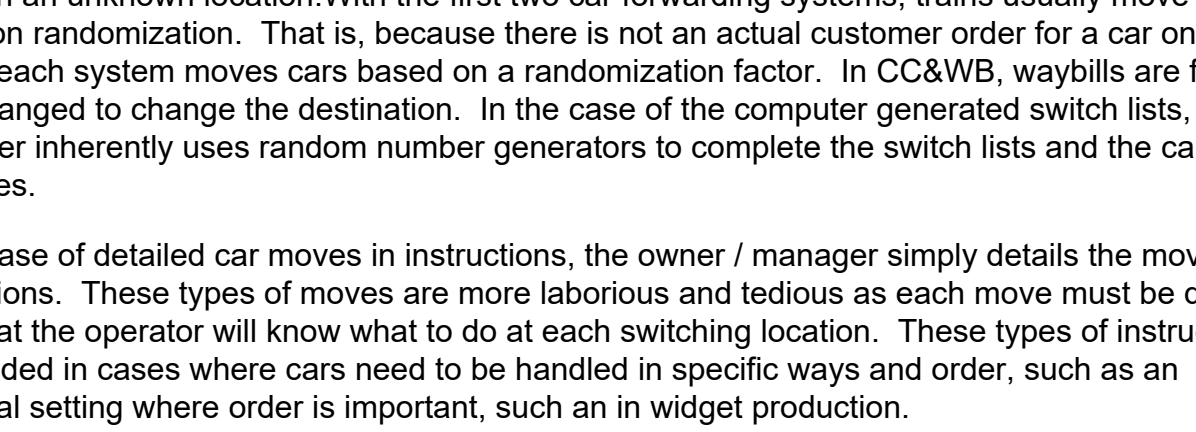 an unknown location.With the first two car forwarding systems, trains usually move
on randomization.  That is, because there is not an actual customer order for a car on
each system moves cars based on a randomization factor.  In CC&WB, waybills are f
anged to change the destination.  In the case of the computer generated switch lists,
er inherently uses random number generators to complete the switch lists and the ca
es.
ase of detailed car moves in instructions, the owner / manager simply details the mov
ions.  These types of moves are more laborious and tedious as each move must be d
at the operator will know what to do at each switching location.  These types of instru
ded in cases where cars need to be handled in specific ways and order, such as an
al setting where order is important, such an in widget production.